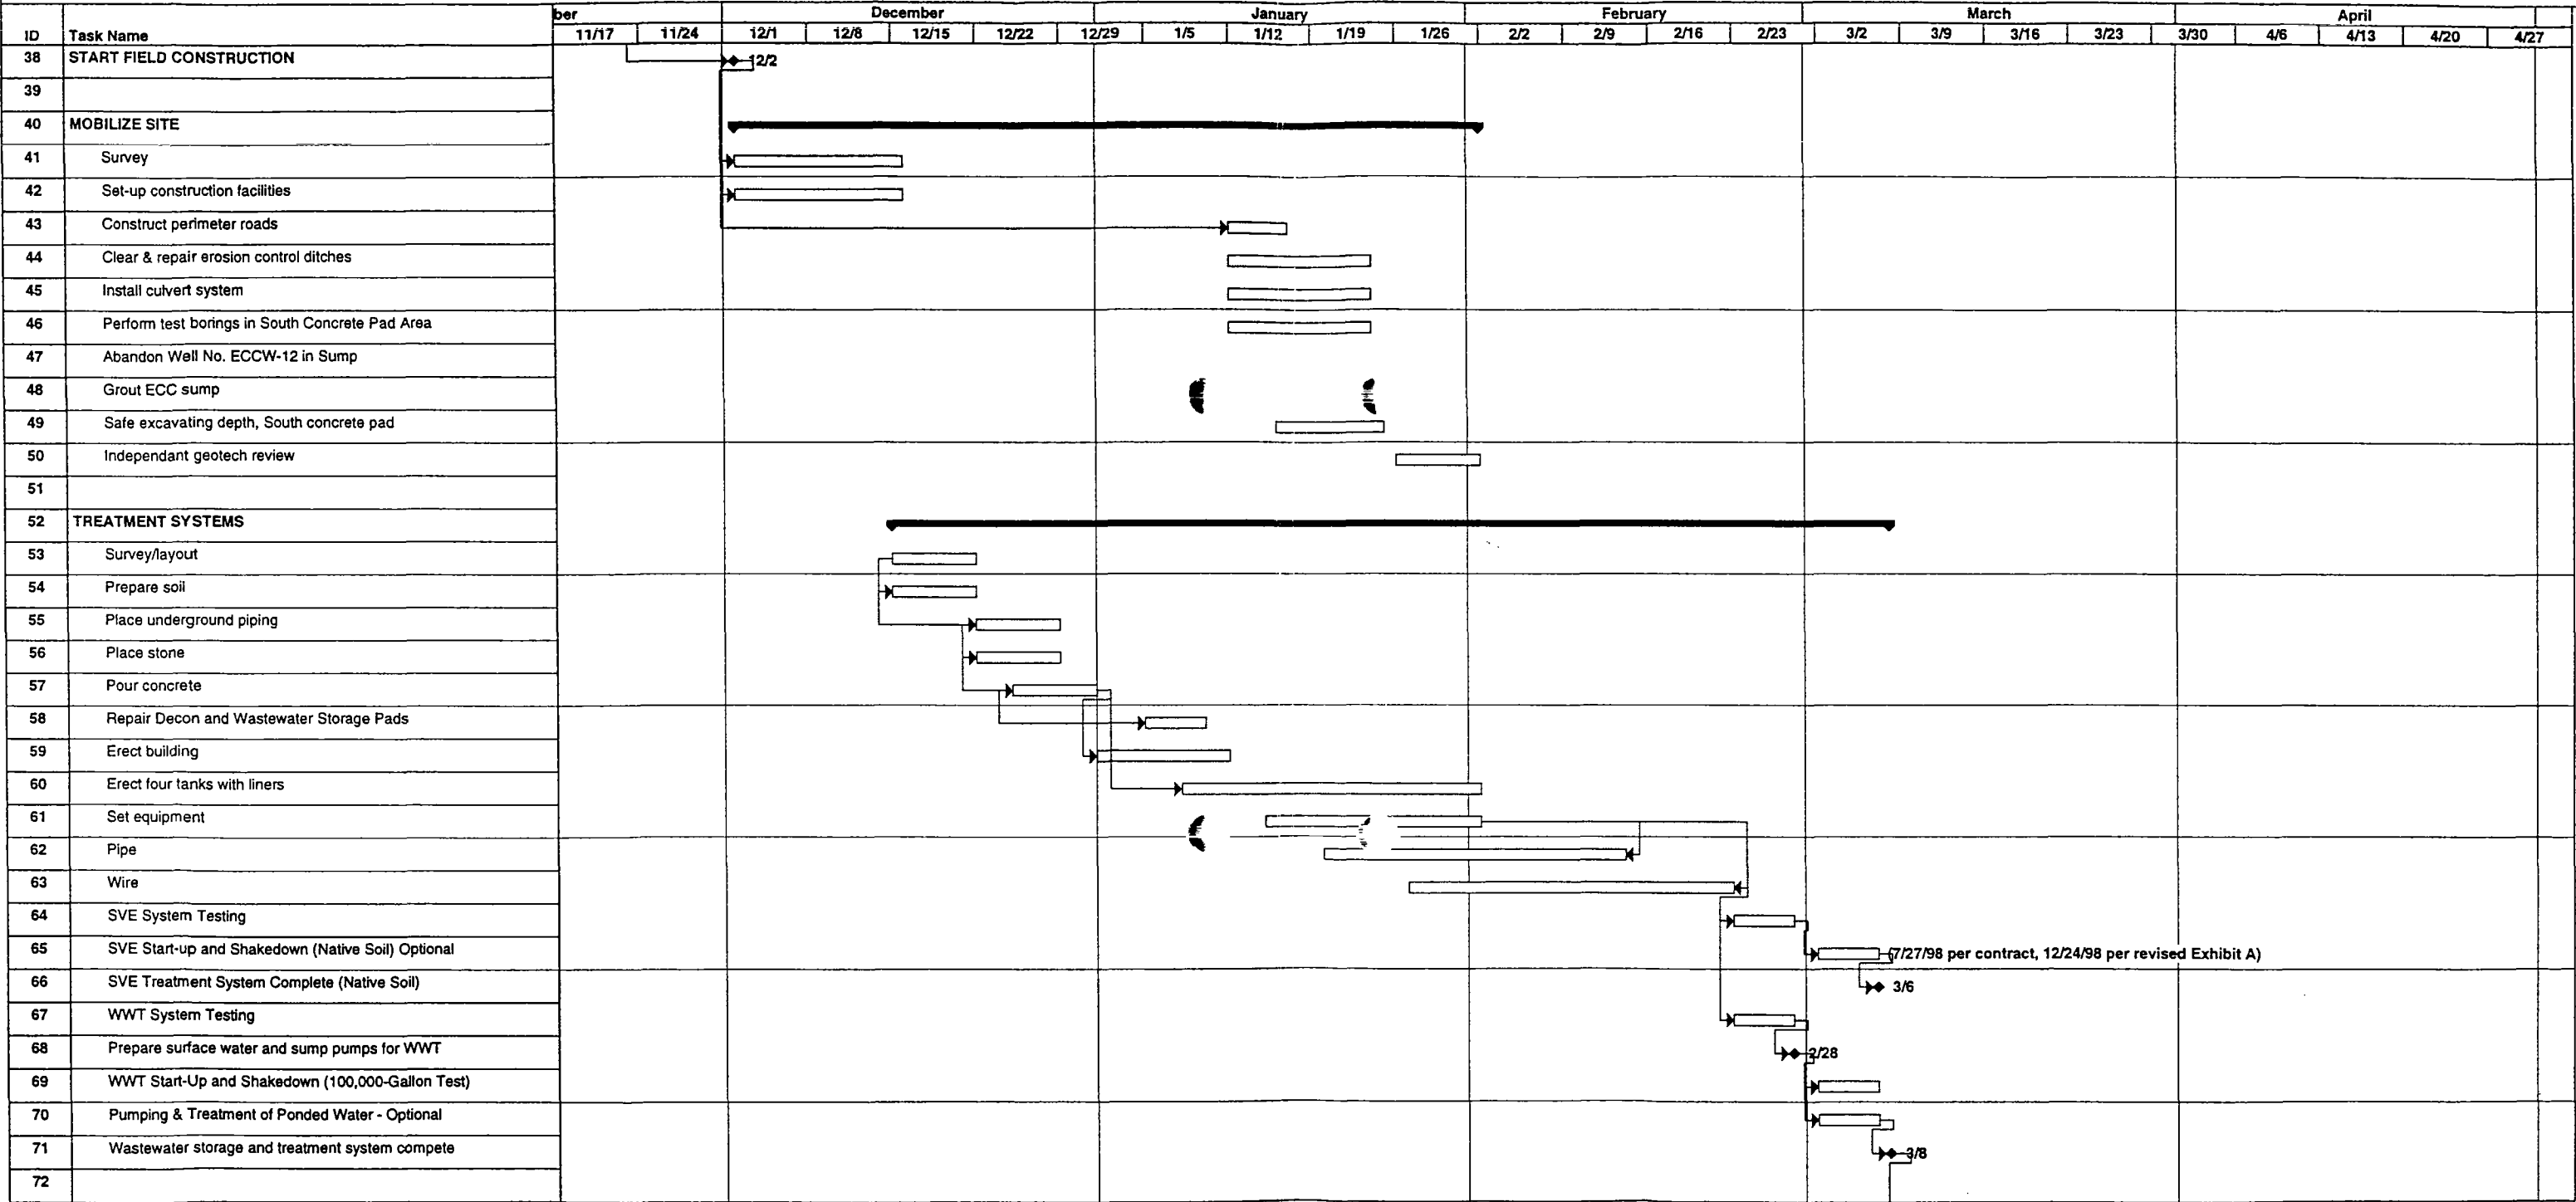 ber December January February March April
ID Task Name 11/17 11/24 12/1 12/8 12/15 12/22 12/29 1/5 1/12 1/19 1/26 2/2 2/9 2/16 2/23 3/2 3/9 3/16 3/23 3/30 4/6 4/13 4/20 4/27
38 START FIELD CONSTRUCTION 12/2
39
40 MOBILIZE SITE
41 Survey
42 Set-up construction facilities
43 Construct perimeter roads
44 Clear & repair erosion control ditches
45 Install culvert system
46 Perform test borings in South Concrete Pad Area
47 Abandon Well No. ECCW-12 in Sump
48 Grout ECC sump
49 Safe excavating depth, South concrete pad
50 Independant geotech review
51
52 TREATMENT SYSTEMS
53 Survey/layout
54 Prepare soil
55 Place underground piping
56 Place stone
57 Pour concrete
58 Repair Decon and Wastewater Storage Pads
59 Erect building
60 Erect four tanks with liners
61 Set equipment
62 Pipe
63 Wire
64 SVE System Testing
65 SVE Start-up and Shakedown (Native Soil) Optional 7/27/98 per contract, 12/24/98 per revised Exhibit A)
66 SVE Treatment System Complete (Native Soil) 3/6
67 WWT System Testing
68 Prepare surface water and sump pumps for WWT 2/28
69 WWT Start-Up and Shakedown (100,000-Gallon Test)
70 Pumping & Treatment of Ponded Water - Optional
71 Wastewater storage and treatment system compete 3/8
72